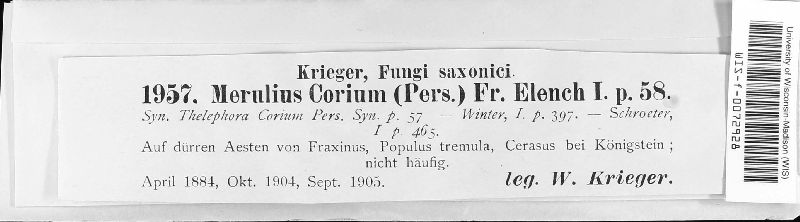 Krieger, Fungi saxonici.
1957. Merulius Corium (Pers.) Fr. Elench I. p. 58.
Syn. Thelephora Corium Pers. Syn. p. 57 — Winter, I. p. 397. — Schroeter,
I p. 465.
Auf dürren Aesten von Fraxinus, Populus tremula, Cerasus bei Königstein;
nicht häufig.
April 1884, Okt. 1904, Sept. 1905.
leg. W. Krieger.
WIS-f-0072928
University of Wisconsin-Madison (WIS)